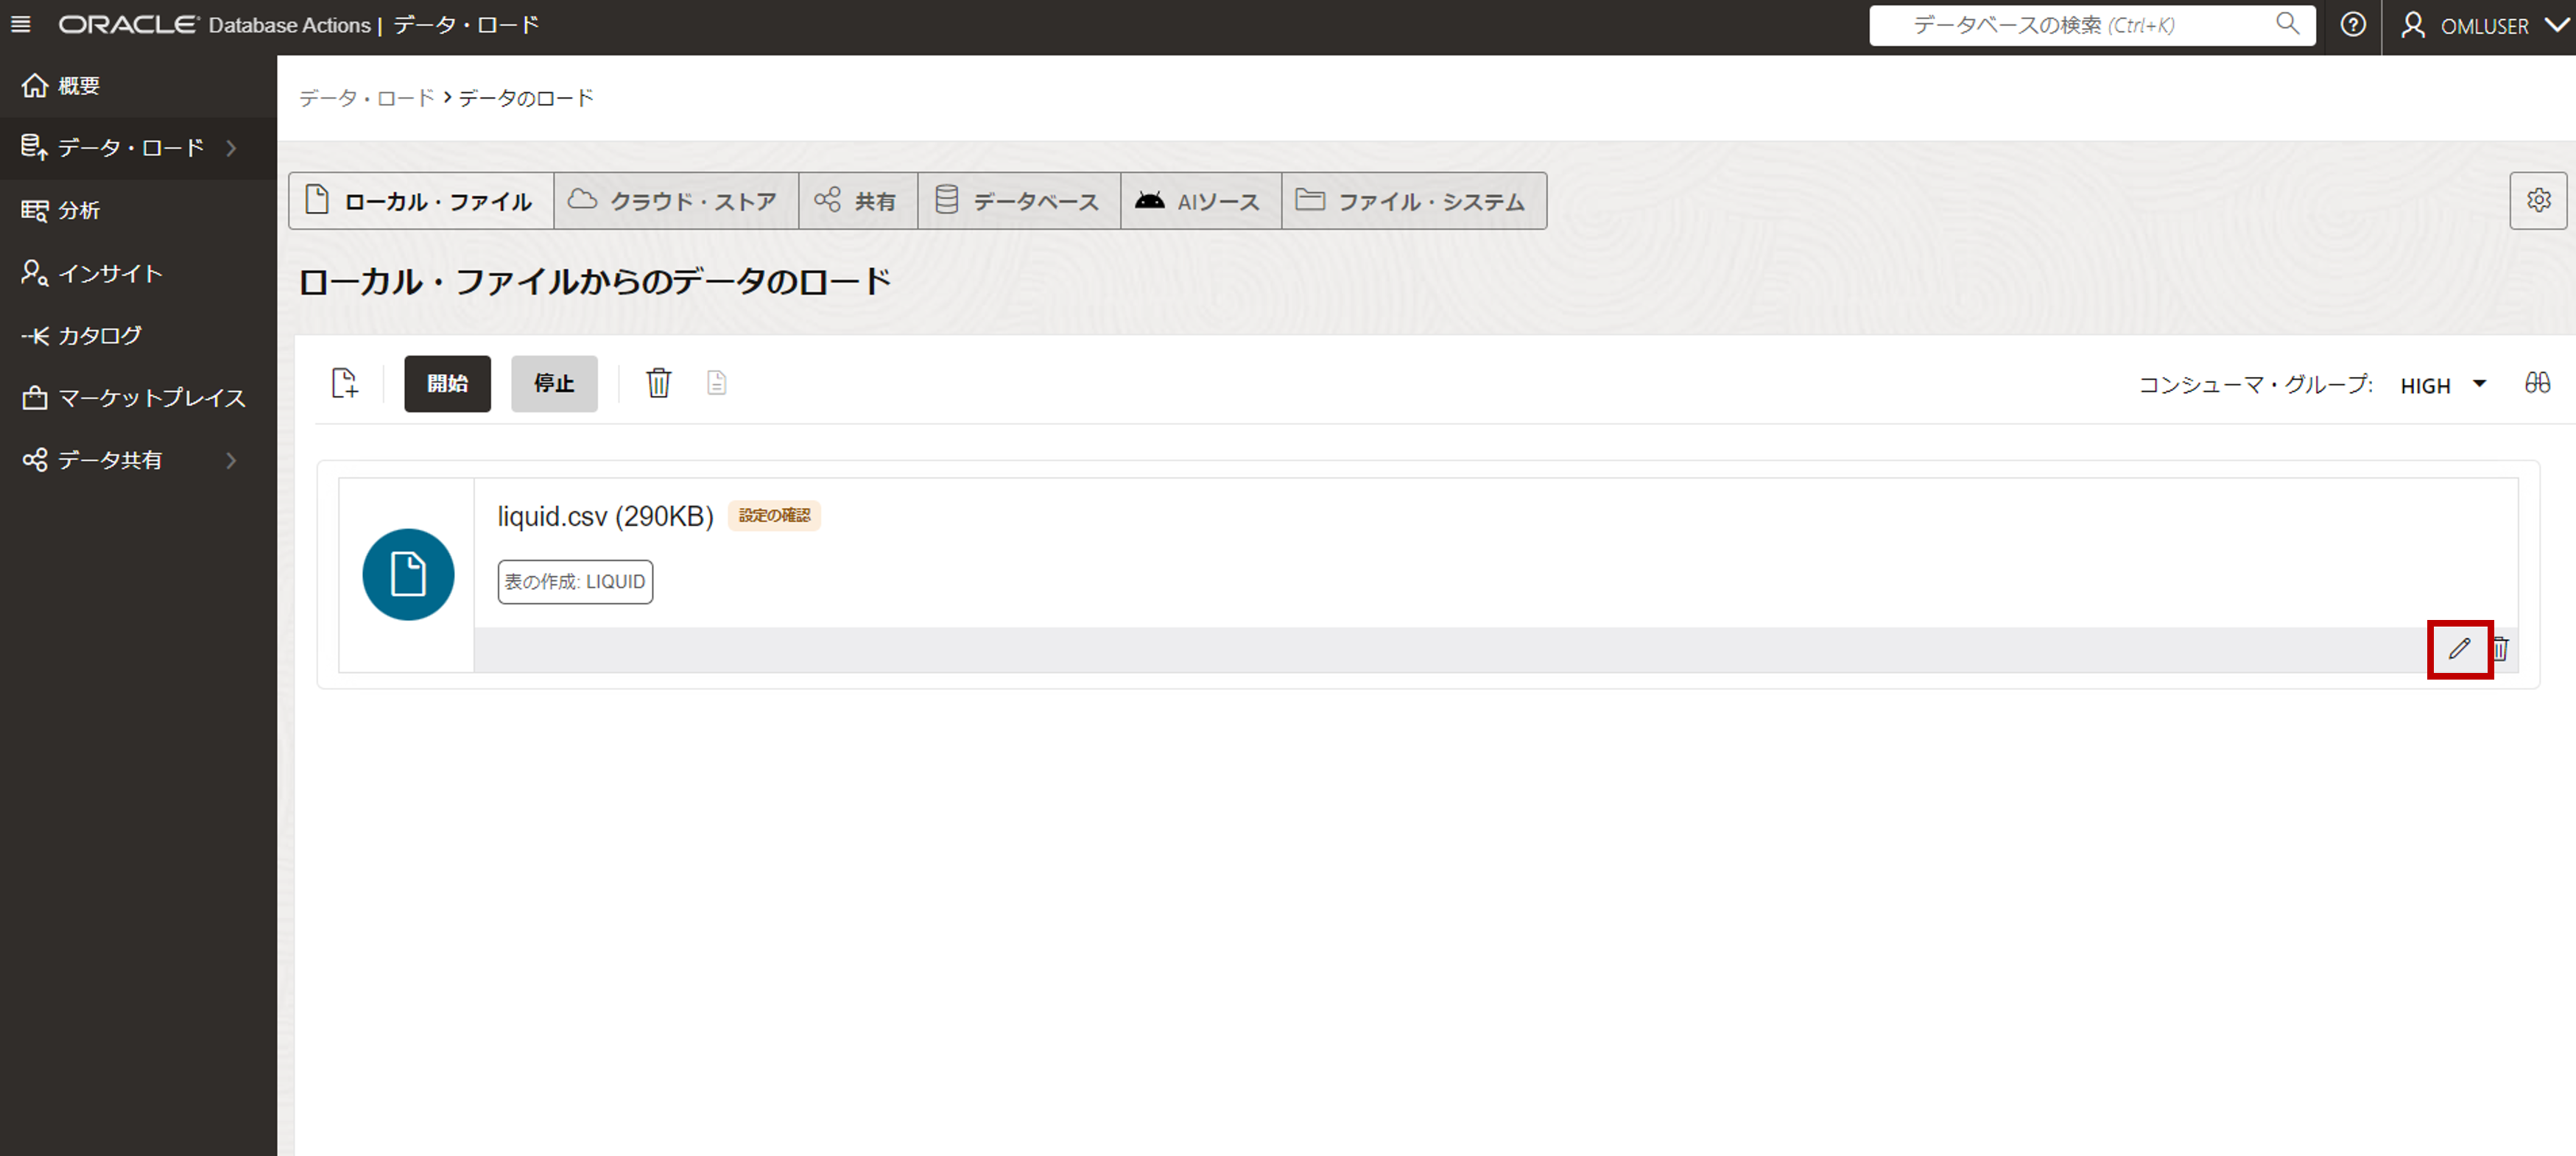 ORACLE Database Actions | データ・ロード
データベースの検索 (Ctrl+K)
OMLUSER
概要
データ・ロード
分析
インサイト
カタログ
マーケットプレイス
データ共有
データ・ロード > データのロード
ローカル・ファイル
クラウド・ストア
共有
データベース
AIソース
ファイル・システム
ローカル・ファイルからのデータのロード
開始
停止
コンシューマ・グループ: HIGH
liquid.csv (290KB) 設定の確認
表の作成: LIQUID